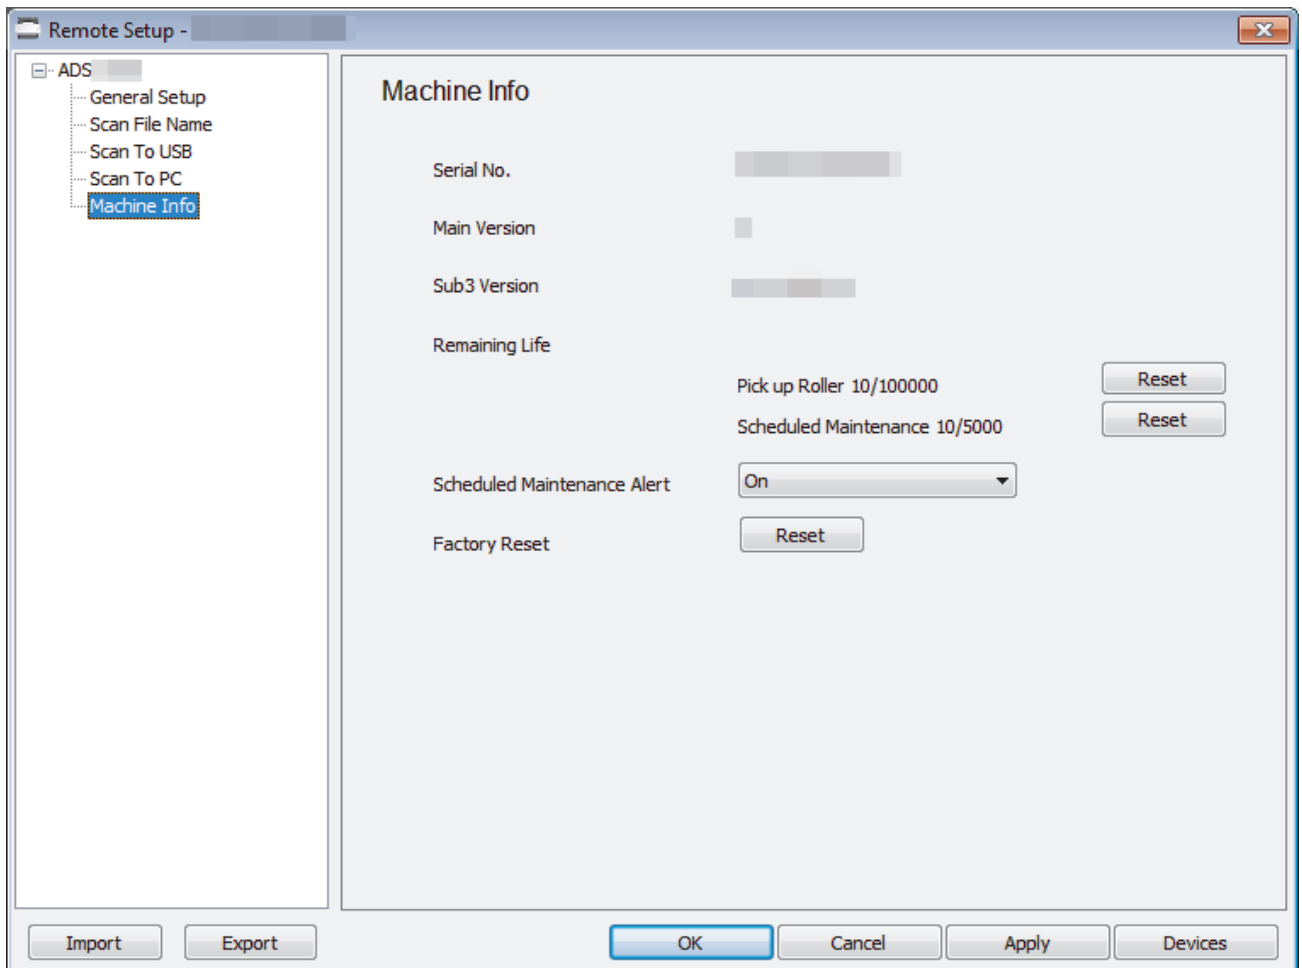 Remote Setup -
ADS
General Setup
Scan File Name
Scan To USB
Scan To PC
Machine Info
Machine Info
Serial No.
Main Version
Sub3 Version
Remaining Life
Pick up Roller 10/100000 Reset
Scheduled Maintenance 10/5000 Reset
Scheduled Maintenance Alert On
Factory Reset Reset
Import Export OK Cancel Apply Devices